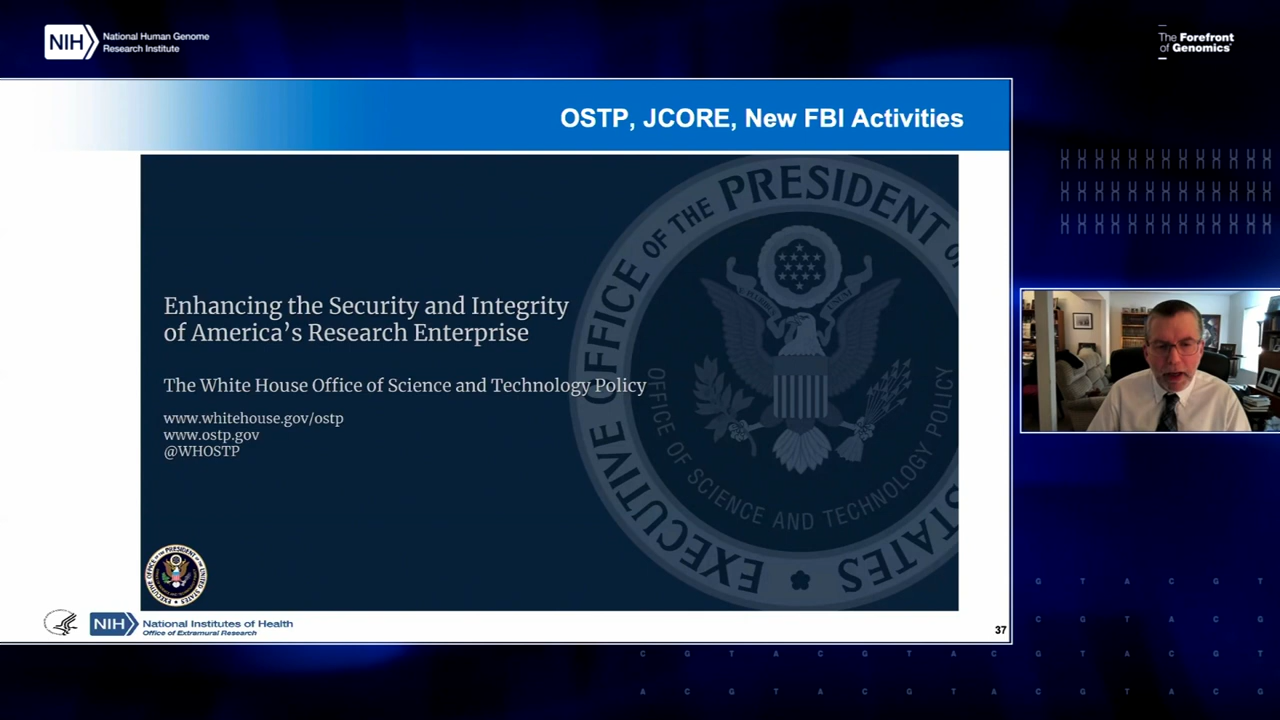 NIH National Human Genome
Research Institute
The Forefront
of Genomics
OSTP, JCORE, New FBI Activities
EXECUTIVE OFFICE OF THE PRESIDENT OF
STATES
OFFICE OF SCIENCE AND TECHNOLOGY POLICY
Enhancing the Security and Integrity
of America’s Research Enterprise
The White House Office of Science and Technology Policy
www.whitehouse.gov/ostp
www.ostp.gov
@WHOSTP
NIH National Institutes of Health
Office of Extramural Research
37
G T A C G T
A C G T A C G
C G T A C G T A C G T A C G T
A C G T A C G T A C G T A C G